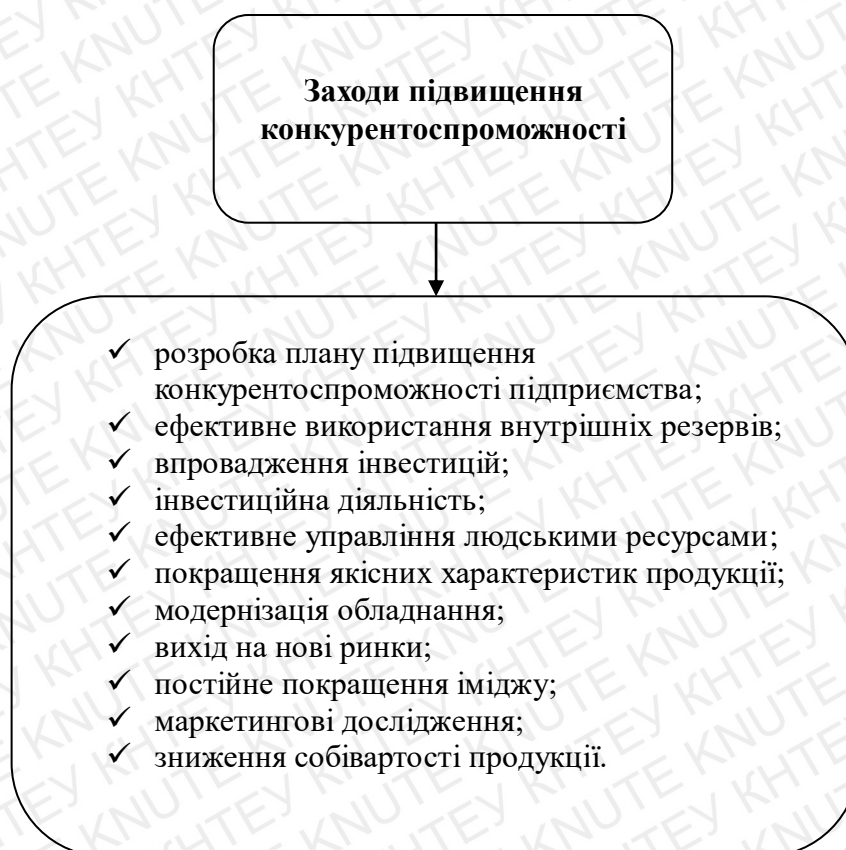 Заходи підвищення
конкурентоспроможності
✓ розробка плану підвищення
конкурентоспроможності підприємства;
✓ ефективне використання внутрішніх резервів;
✓ впровадження інвестицій;
✓ інвестиційна діяльність;
✓ ефективне управління людськими ресурсами;
✓ покращення якісних характеристик продукції;
✓ модернізація обладнання;
✓ вихід на нові ринки;
✓ постійне покращення іміджу;
✓ маркетингові дослідження;
✓ зниження собівартості продукції.